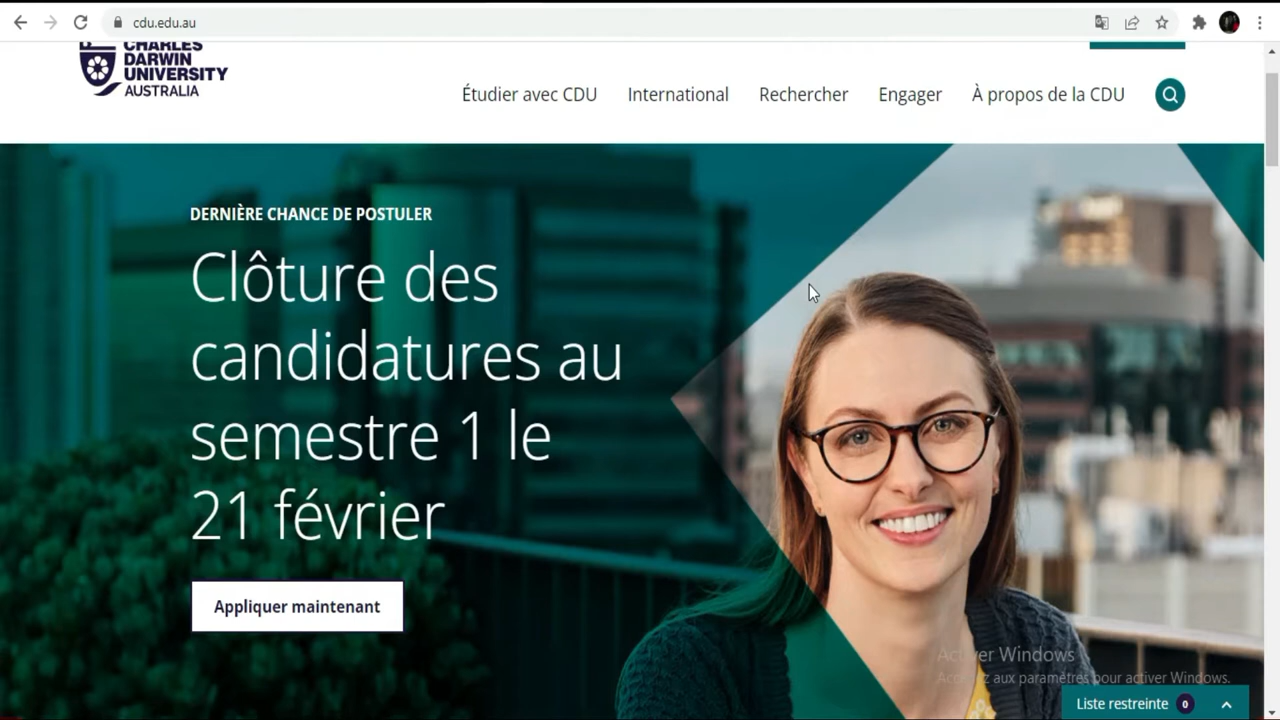 cdu.edu.au
CHARLES
DARWIN
UNIVERSITY
AUSTRALIA
Étudier avec CDU
International
Rechercher
Engager
À propos de la CDU
DERNIÈRE CHANCE DE POSTULER
Clôture des
candidatures au
semestre 1 le
21 février
Appliquer maintenant
Activer Windows
Accédez aux paramètres pour activer Windows.
Liste restreinte 0